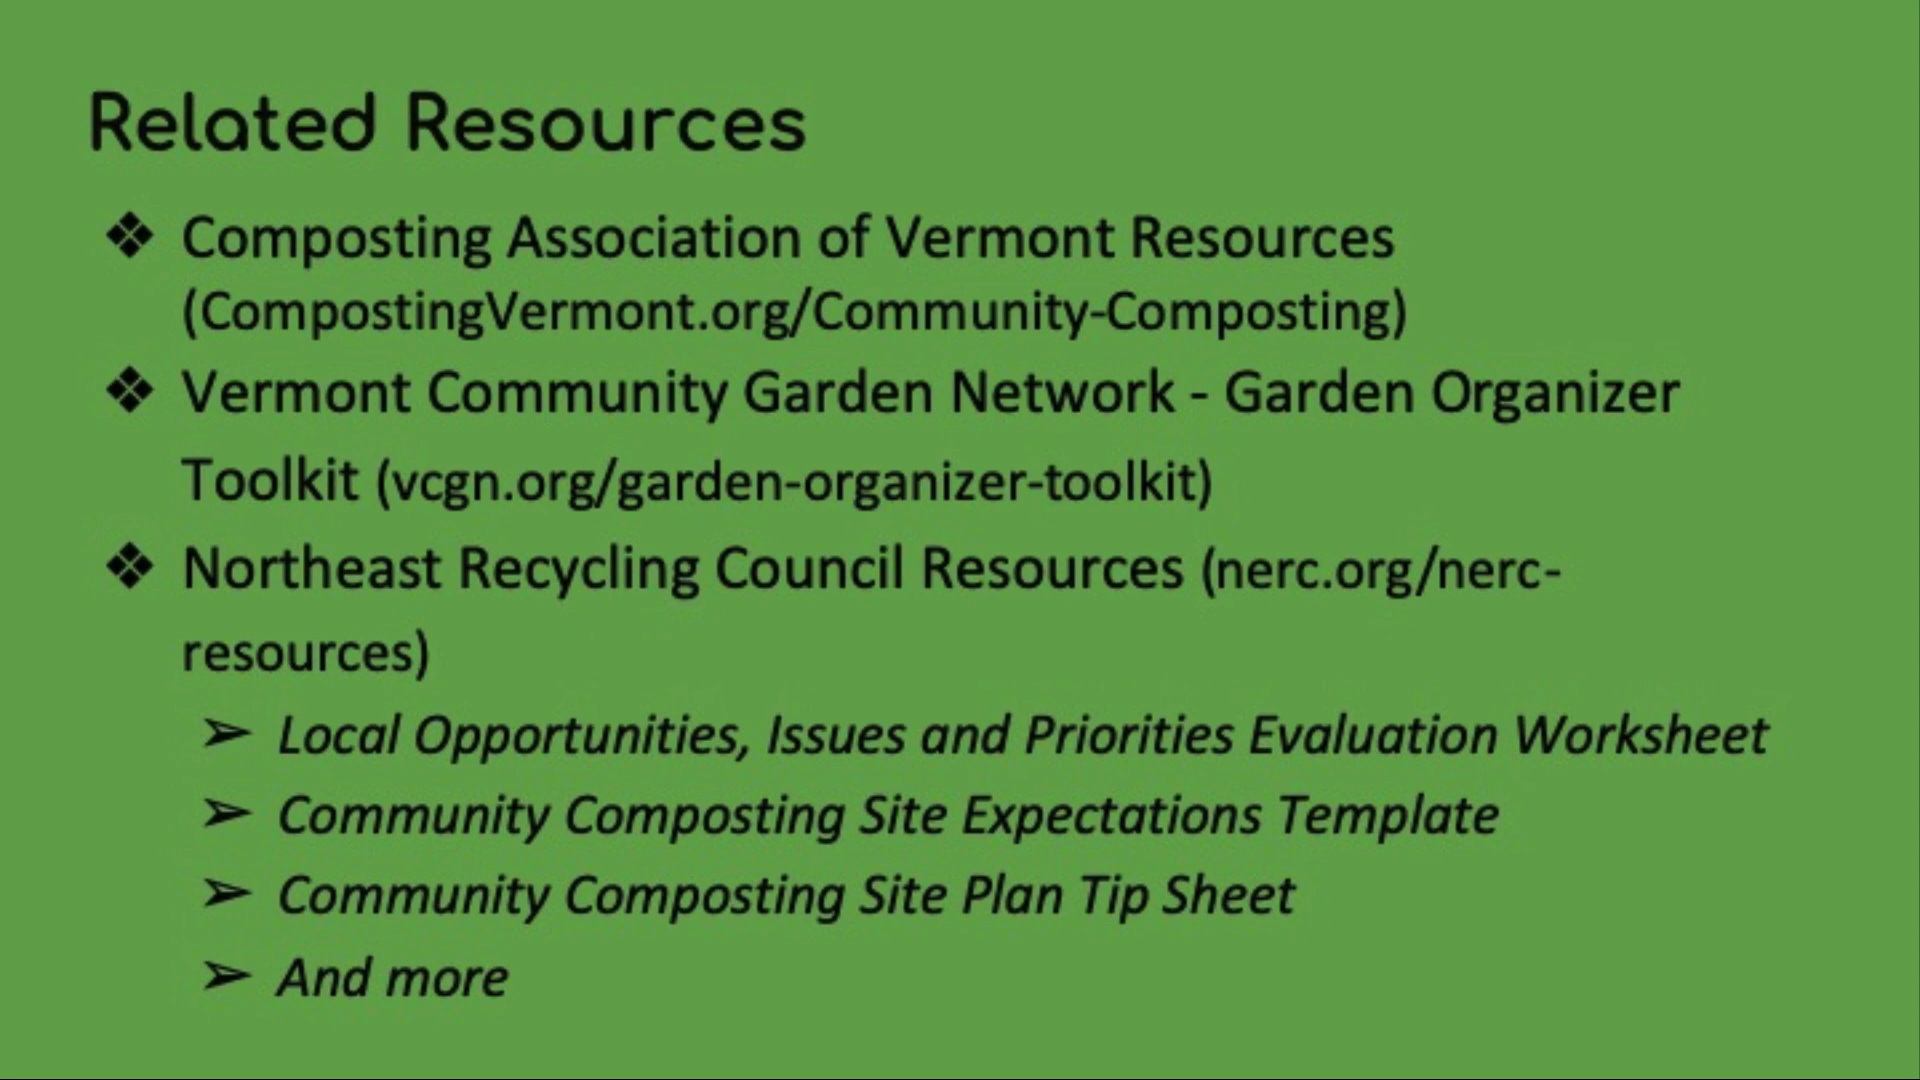 Related Resources
❖ Composting Association of Vermont Resources
(CompostingVermont.org/Community-Composting)
❖ Vermont Community Garden Network - Garden Organizer
Toolkit (vcgn.org/garden-organizer-toolkit)
❖ Northeast Recycling Council Resources (nerc.org/nerc-
resources)
➢ Local Opportunities, Issues and Priorities Evaluation Worksheet
➢ Community Composting Site Expectations Template
➢ Community Composting Site Plan Tip Sheet
➢ And more